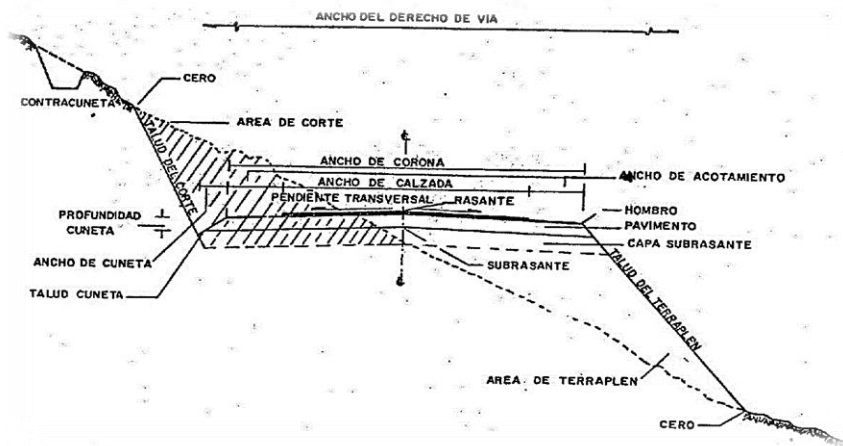 ANCHO DEL DERECHO DE VIA
CERO
CONTRACUNETA
AREA DE CORTE
TALUD DEL CORTE
ANCHO DE CORONA
ANCHO DE ACOTAMIENTO
ANCHO DE CALZADA
PENDIENTE TRANSVERSAL
RASANTE
HOMBRO
PROFUNDIDAD
CUNETA
PAVIMENTO
CAPA SUBRASANTE
ANCHO DE CUNETA
SUBRASANTE
TALUD CUNETA
TALUD DEL TERRAPLEN
AREA DE TERRAPLEN
CERO